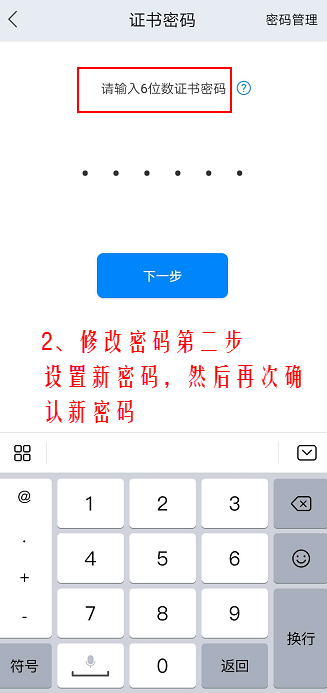 证书密码
密码管理
请输入6位数证书密码 ?
下一步
2、修改密码第二步
设置新密码，然后再次确
认新密码
@ 1 2 3
.
+ 4 5 6
- 7 8 9
换行
符号 0 返回